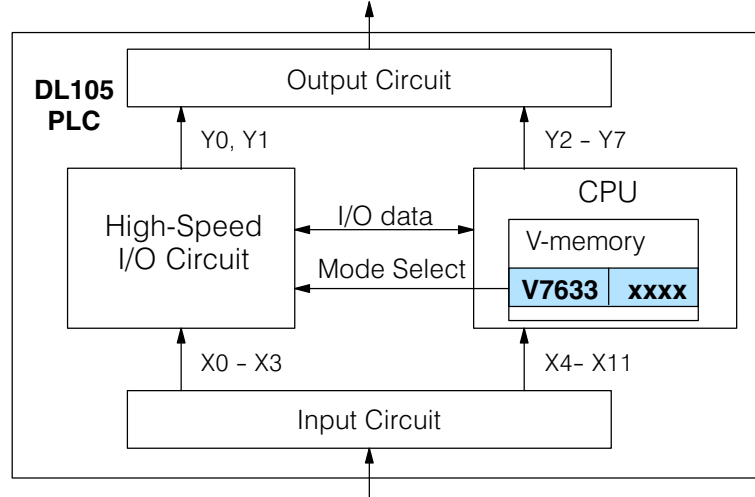 Output Circuit
DL105
PLC
Y0, Y1
Y2 – Y7
CPU
High-Speed
I/O Circuit
I/O data
V-memory
Mode Select
V7633 xxxx
X0 – X3
X4– X11
Input Circuit